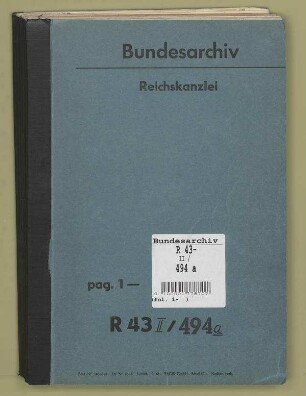 Bundesarchiv
Reichskanzlei
Bundesarchiv
R 43-
II/
494 a
pag. 1—
R 43 II/494a